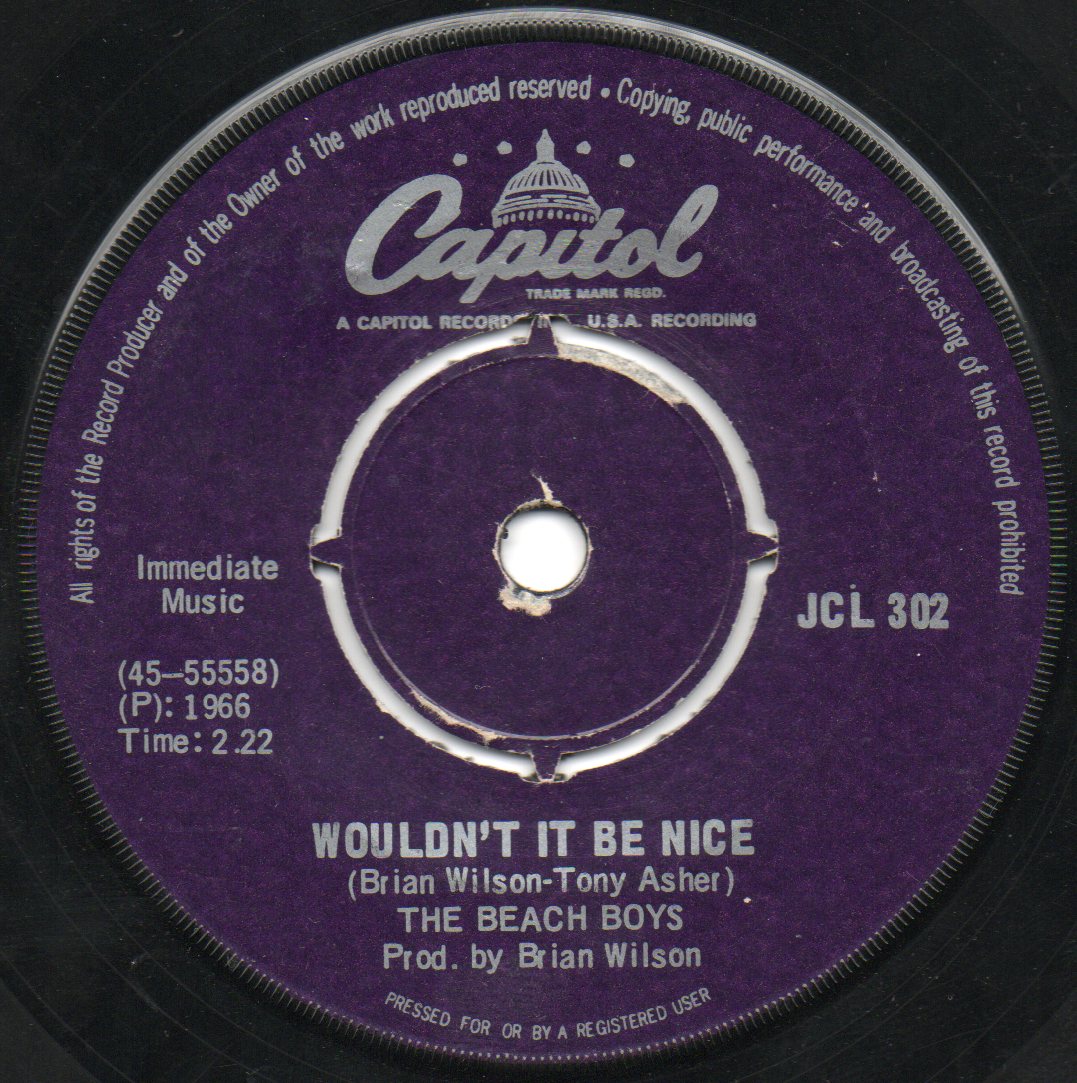 All rights of the Record Producer and of the Owner of the work reproduced reserved • Copying, public performance and broadcasting of this record prohibited
Capitol
TRADE MARK REGD.
A CAPITOL RECORDS U.S.A. RECORDING
Immediate
Music
JCL 302
(45—55558)
(P): 1966
Time: 2.22
WOULDN'T IT BE NICE
(Brian Wilson-Tony Asher)
THE BEACH BOYS
Prod. by Brian Wilson
PRESSED FOR OR BY A REGISTERED USER